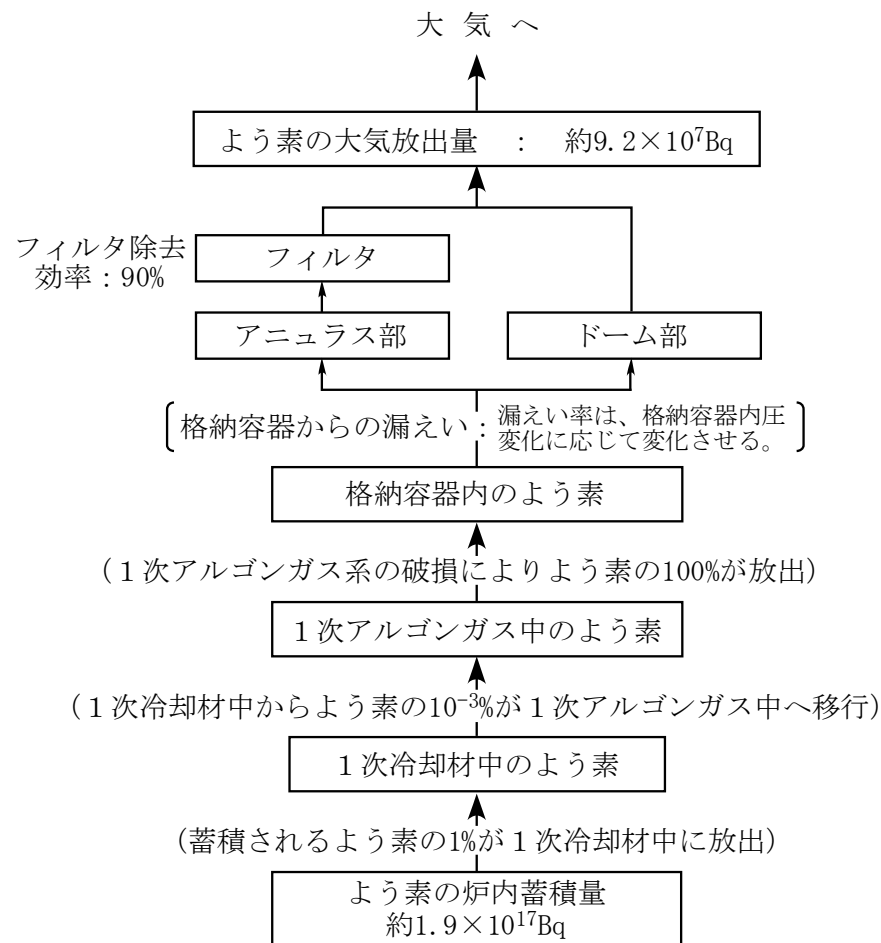 大 気 へ
よう素の大気放出量 : 約9.2×10⁷Bq
フィルタ除去
効率:90%
フィルタ
アニュラス部
ドーム部
格納容器からの漏えい:漏えい率は、格納容器内圧
変化に応じて変化させる。
格納容器内のよう素
(1次アルゴンガス系の破損によりよう素の100%が放出)
1次アルゴンガス中のよう素
(1次冷却材中からよう素の10⁻³%が1次アルゴンガス中へ移行)
1次冷却材中のよう素
(蓄積されるよう素の1%が1次冷却材中に放出)
よう素の炉内蓄積量
約1.9×10¹⁷Bq